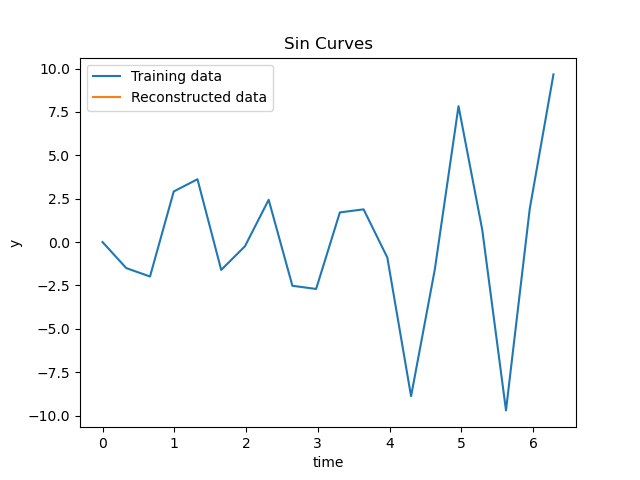 Sin Curves
Training data
Reconstructed data
10.0
7.5
5.0
2.5
0.0
−2.5
−5.0
−7.5
−10.0
y
0 1 2 3 4 5 6
time